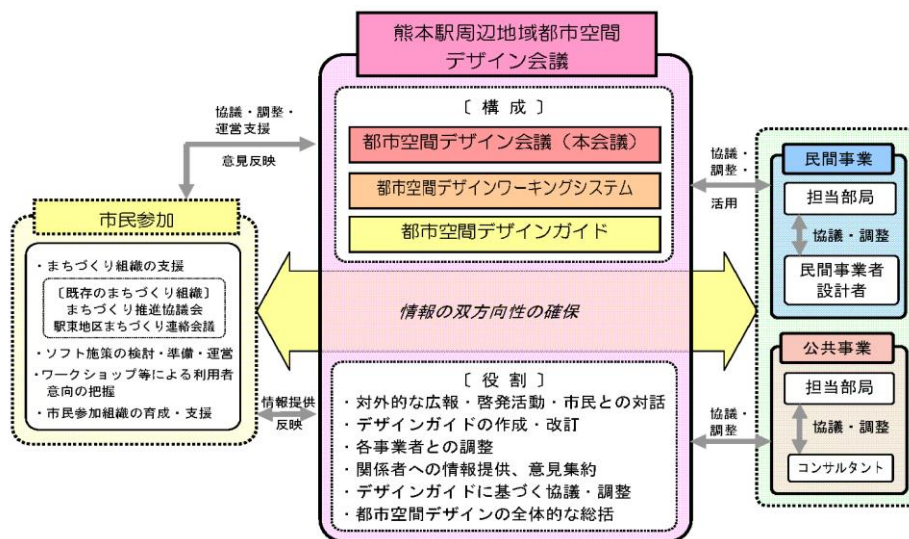 熊本駅周辺地域都市空間
デザイン会議
〔 構 成 〕
都市空間デザイン会議（本会議）
都市空間デザインワーキングシステム
都市空間デザインガイド
協議・調整・
運営支援
意見反映
市民参加
・まちづくり組織の支援
〔既存のまちづくり組織〕
まちづくり推進協議会
駅東地区まちづくり連絡会議
・ソフト施策の検討・準備・運営
・ワークショップ等による利用者
意向の把握
・市民参加組織の育成・支援
情報の双方向性の確保
情報提供
反映
〔 役 割 〕
・対外的な広報・啓発活動・市民との対話
・デザインガイドの作成・改訂
・各事業者との調整
・関係者への情報提供、意見集約
・デザインガイドに基づく協議・調整
・都市空間デザインの全体的な総括
協議・
調整・
活用
民間事業
担当部局
協議・調整
民間事業者
設計者
協議・
調整
公共事業
担当部局
協議・調整
コンサルタント